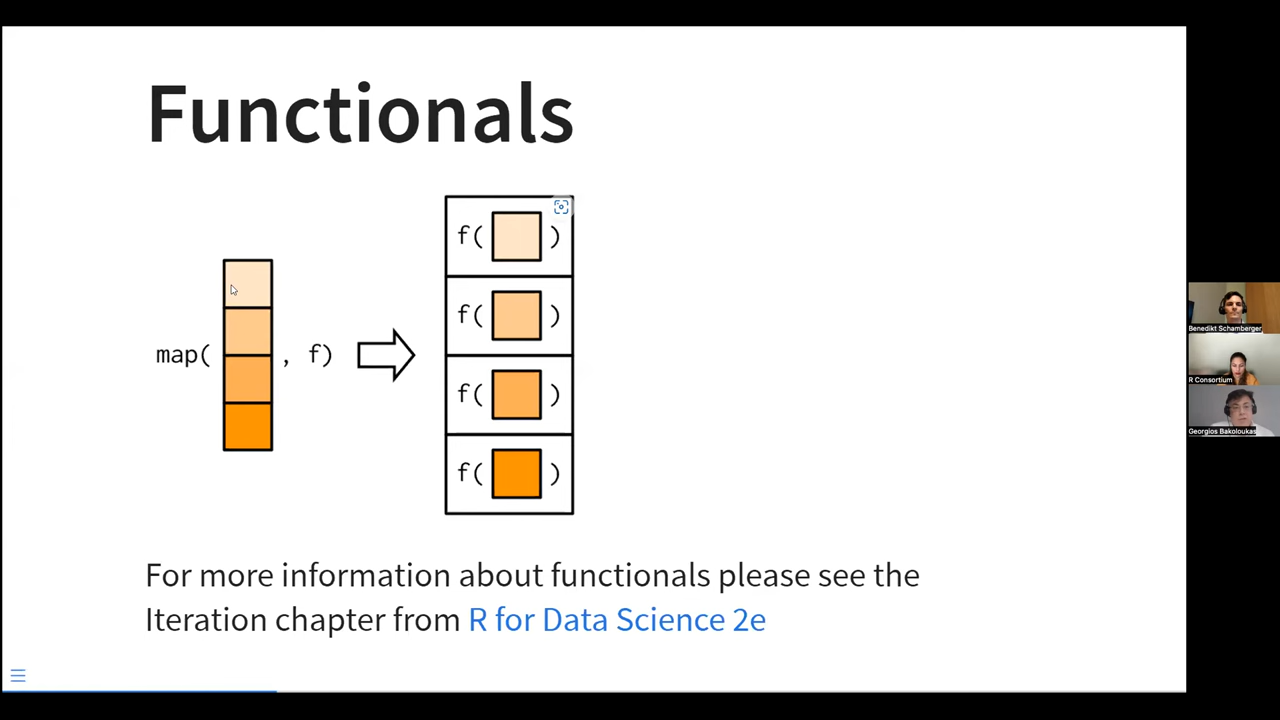 Functionals
map(
, f)
f( )
f( )
f( )
f( )
For more information about functionals please see the
Iteration chapter from R for Data Science 2e
Benedikt Schamberger
R Consortium
Georgios Bakoloukas